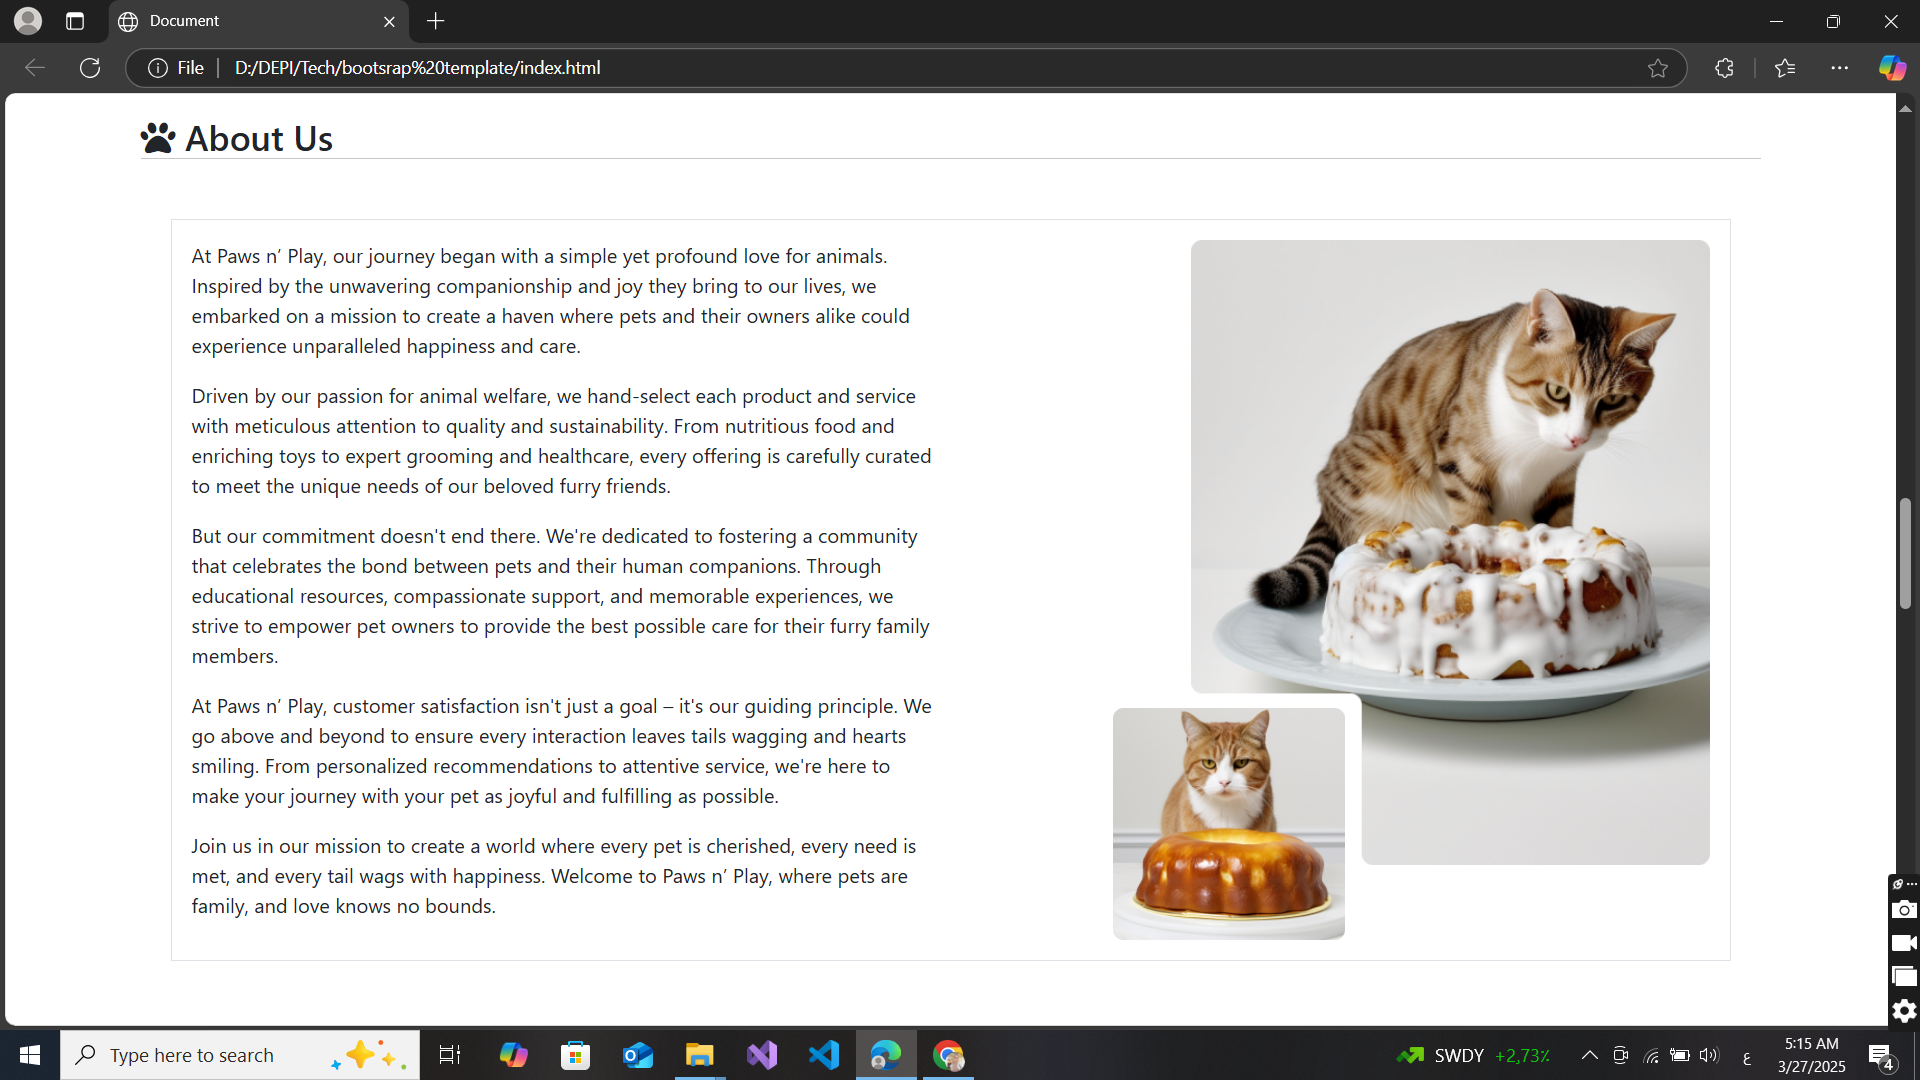 Document
File
D:/DEPI/Tech/bootsrap%20template/index.html
About Us
At Paws n’ Play, our journey began with a simple yet profound love for animals.
Inspired by the unwavering companionship and joy they bring to our lives, we
embarked on a mission to create a haven where pets and their owners alike could
experience unparalleled happiness and care.
Driven by our passion for animal welfare, we hand-select each product and service
with meticulous attention to quality and sustainability. From nutritious food and
enriching toys to expert grooming and healthcare, every offering is carefully curated
to meet the unique needs of our beloved furry friends.
But our commitment doesn't end there. We're dedicated to fostering a community
that celebrates the bond between pets and their human companions. Through
educational resources, compassionate support, and memorable experiences, we
strive to empower pet owners to provide the best possible care for their furry family
members.
At Paws n’ Play, customer satisfaction isn't just a goal – it's our guiding principle. We
go above and beyond to ensure every interaction leaves tails wagging and hearts
smiling. From personalized recommendations to attentive service, we're here to
make your journey with your pet as joyful and fulfilling as possible.
Join us in our mission to create a world where every pet is cherished, every need is
met, and every tail wags with happiness. Welcome to Paws n’ Play, where pets are
family, and love knows no bounds.
Type here to search
SWDY +2,73٪
ع
5:15 AM
3/27/2025
4